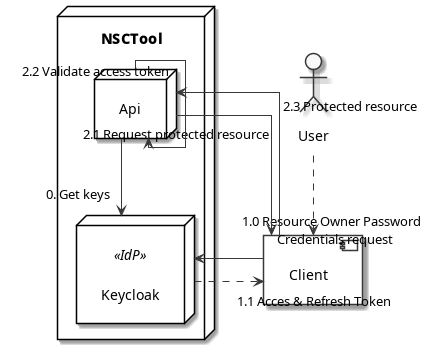 NSCTool
2.2 Validate access token
Api
2.3 Protected resource
2.1 Request protected resource
User
0. Get keys
1.0 Resource Owner Password
Credentials request
«IdP»
Keycloak
Client
1.1 Acces & Refresh Token